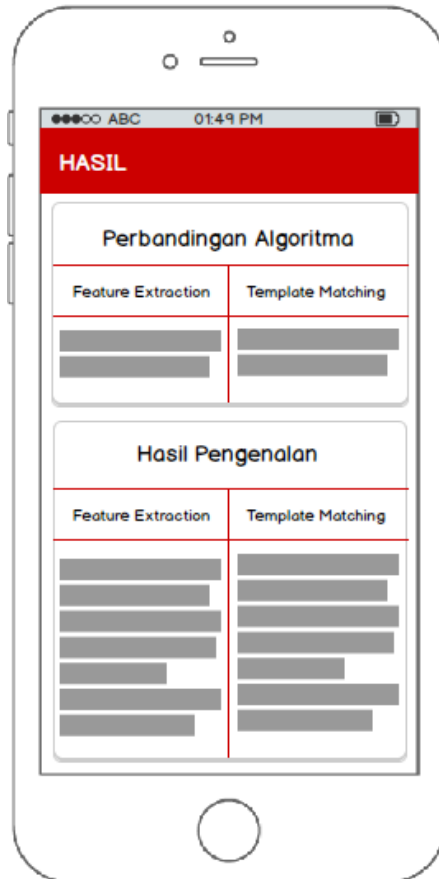 ABC 01:49 PM
HASIL
Perbandingan Algoritma
Feature Extraction Template Matching
Hasil Pengenalan
Feature Extraction Template Matching